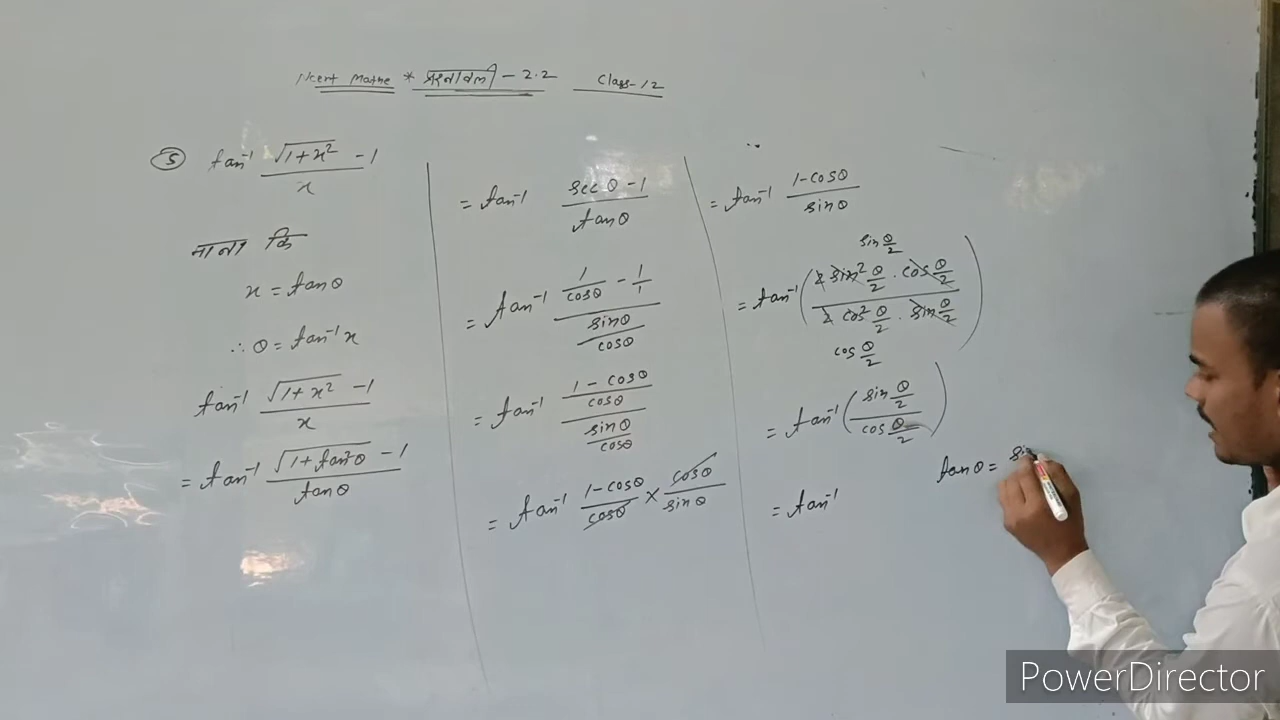 Ncert Maths * प्रश्नावली - 2.2 Class-12
⑤ tan⁻¹ (√(1+x²) - 1)/x
माना कि
x = tanθ
∴ θ = tan⁻¹ x
tan⁻¹ (√(1+x²) - 1)/x
= tan⁻¹ (√(1+tan²θ) - 1)/tanθ
= tan⁻¹ (secθ - 1)/tanθ
= tan⁻¹ (1/cosθ - 1/1)/(sinθ/cosθ)
= tan⁻¹ ((1 - cosθ)/cosθ)/(sinθ/cosθ)
= tan⁻¹ (1-cosθ)/cosθ × cosθ/sinθ
= tan⁻¹ (1-cosθ)/sinθ
sin θ/2
= tan⁻¹ ((2 sin² θ/2 · cos θ/2)/(2 cos² θ/2 · sin θ/2))
cos θ/2
= tan⁻¹ ((sin θ/2)/(cos θ/2))
tanθ = sin
= tan⁻¹
PowerDirector